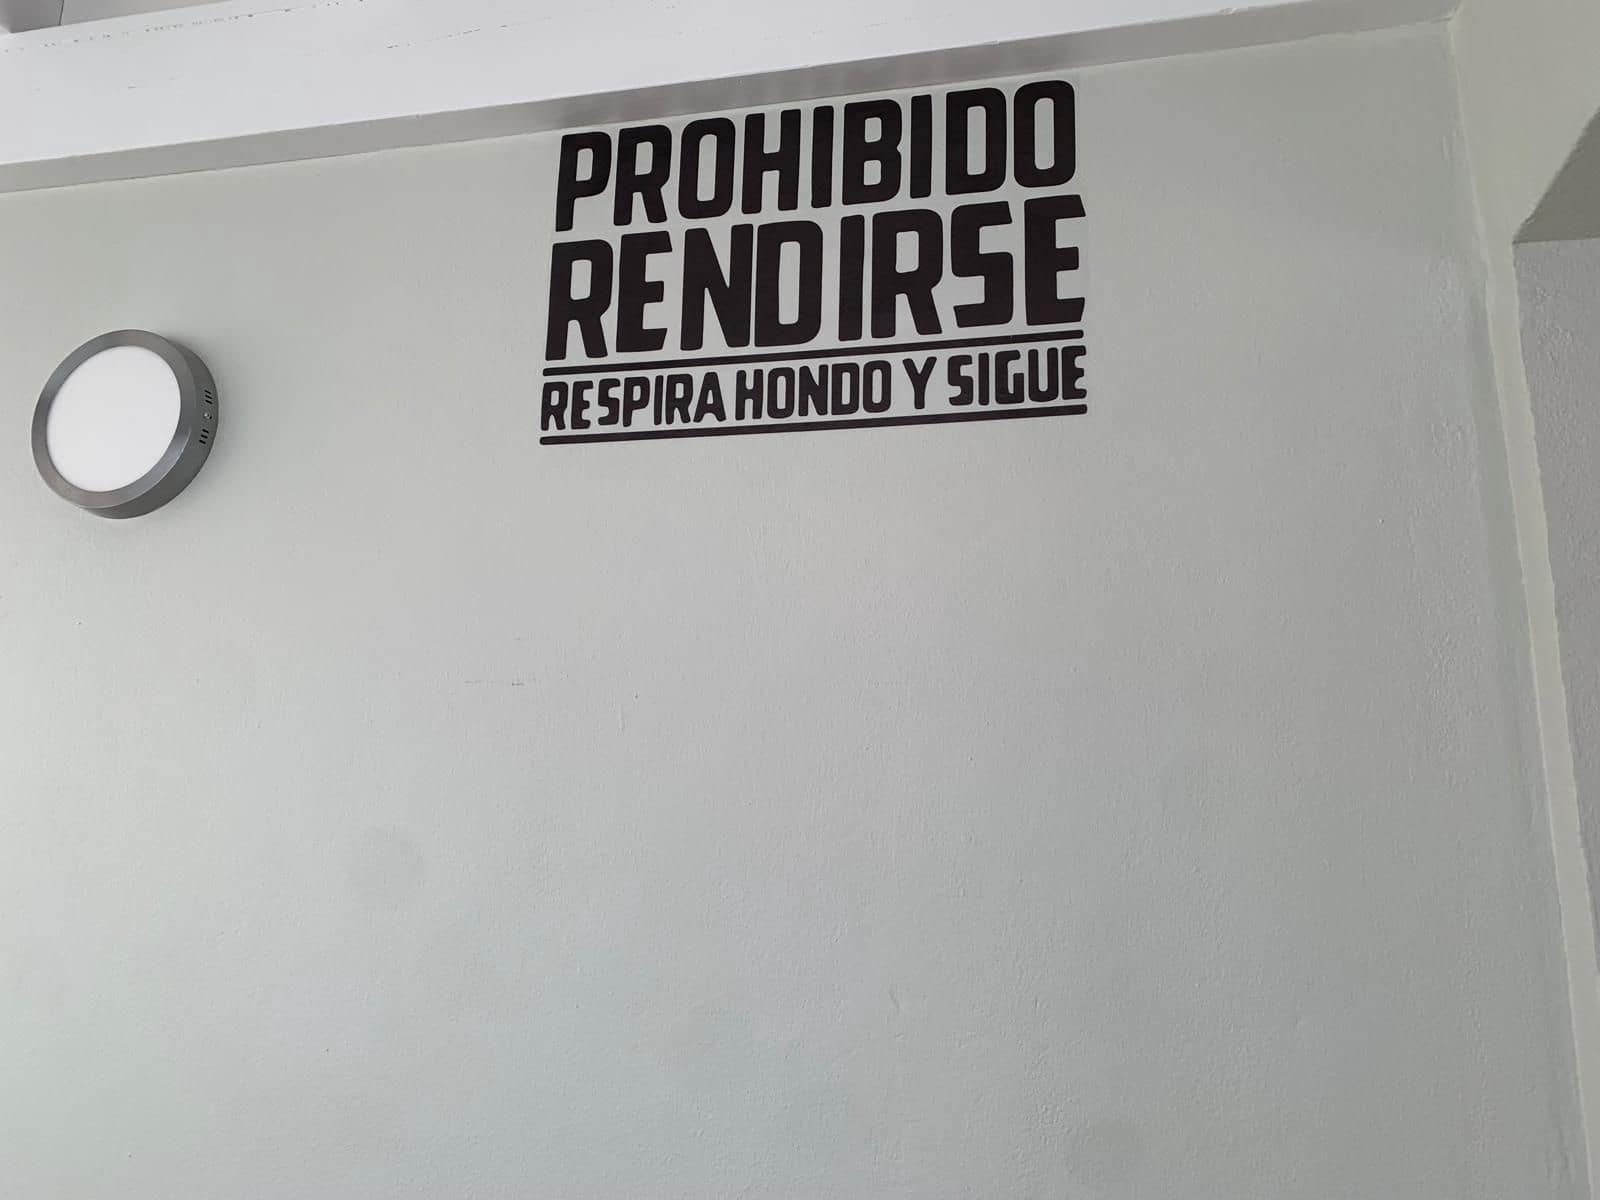 PROHIBIDO
RENDIRSE
RESPIRA HONDO Y SIGUE